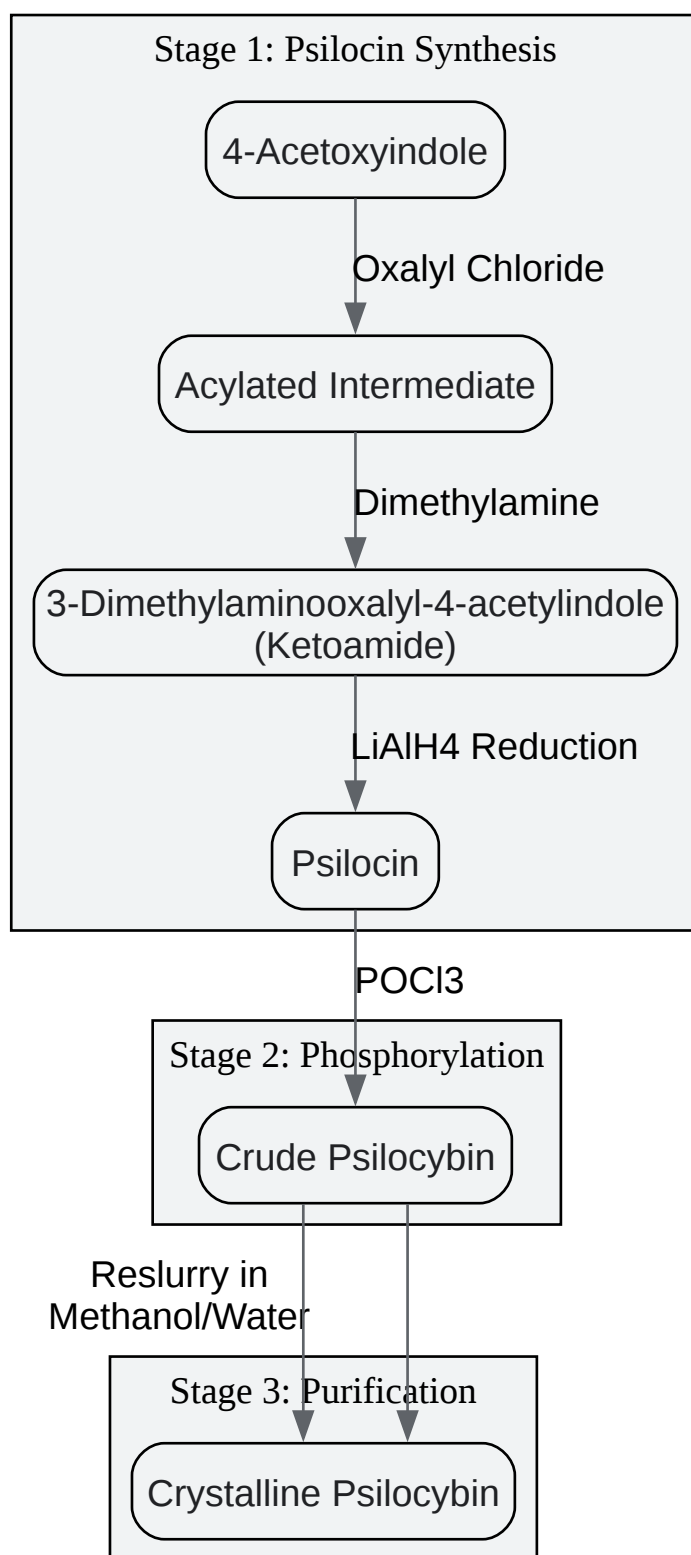 Stage 1: Psilocin Synthesis
4-Acetoxyindole
Oxalyl Chloride
Acylated Intermediate
Dimethylamine
3-Dimethylaminooxalyl-4-acetylindole
(Ketoamide)
LiAlH4 Reduction
Psilocin
POCl3
Stage 2: Phosphorylation
Crude Psilocybin
Reslurry in
Methanol/Water
Stage 3: Purification
Crystalline Psilocybin